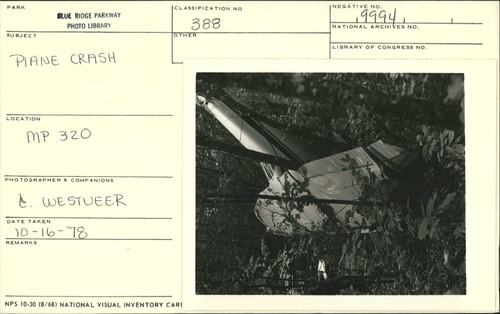 PARK
BLUE RIDGE PARKWAY
PHOTO LIBRARY
CLASSIFICATION NO
388
NEGATIVE NO.
9994
NATIONAL ARCHIVES NO.
LIBRARY OF CONGRESS NO.
SUBJECT
PLANE CRASH
OTHER
LOCATION
MP 320
PHOTOGRAPHER & COMPANIONS
C. WESTVEER
DATE TAKEN
10-16-78
REMARKS
NPS 10-30 (8/68) NATIONAL VISUAL INVENTORY CARD